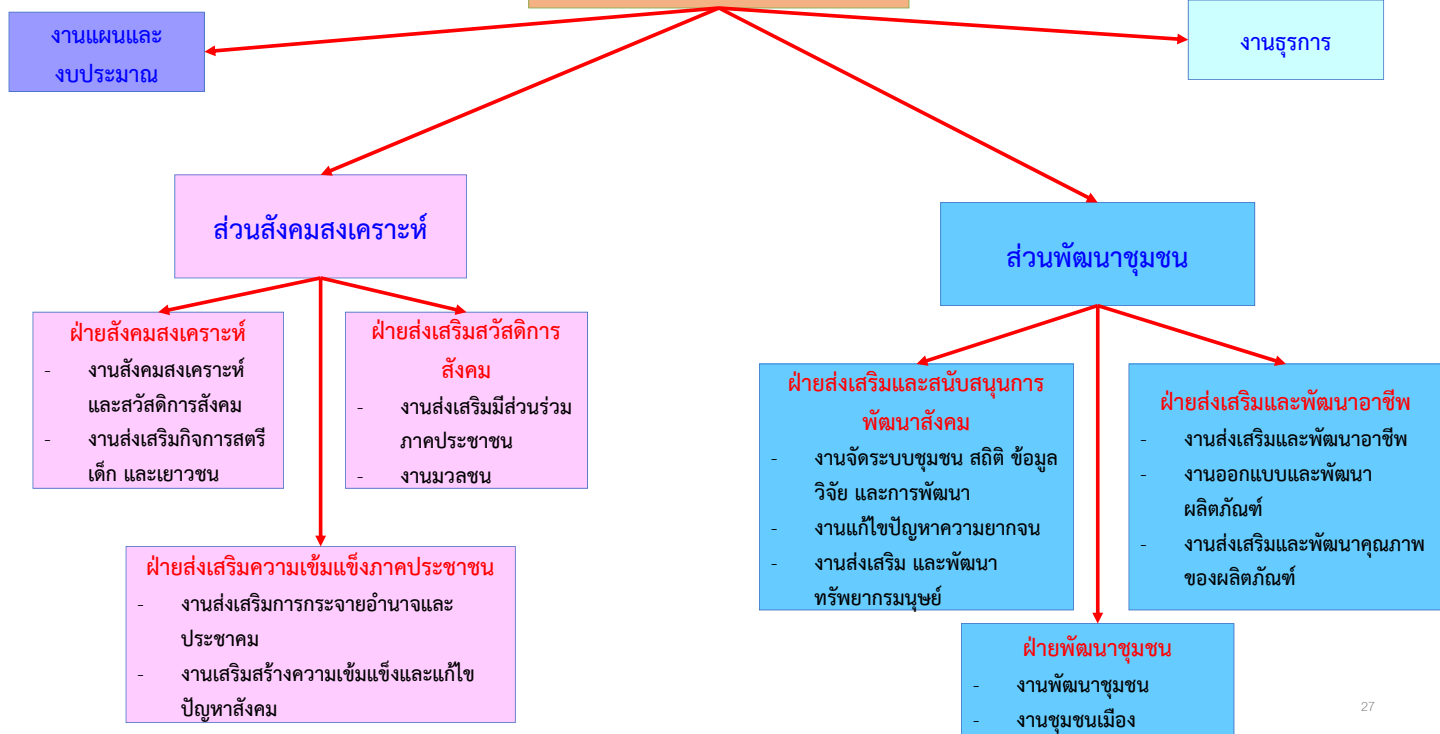 งานแผนและ
งบประมาณ
งานธุรการ
ส่วนสังคมสงเคราะห์
ส่วนพัฒนาชุมชน
ฝ่ายสังคมสงเคราะห์
- งานสังคมสงเคราะห์
และสวัสดิการสังคม
- งานส่งเสริมกิจการสตรี
เด็ก และเยาวชน
ฝ่ายส่งเสริมสวัสดิการ
สังคม
- งานส่งเสริมมีส่วนร่วม
ภาคประชาชน
- งานมวลชน
ฝ่ายส่งเสริมความเข้มแข็งภาคประชาชน
- งานส่งเสริมการกระจายอำนาจและ
ประชาคม
- งานเสริมสร้างความเข้มแข็งและแก้ไข
ปัญหาสังคม
ฝ่ายส่งเสริมและสนับสนุนการ
พัฒนาสังคม
- งานจัดระบบชุมชน สถิติ ข้อมูล
วิจัย และการพัฒนา
- งานแก้ไขปัญหาความยากจน
- งานส่งเสริม และพัฒนา
ทรัพยากรมนุษย์
ฝ่ายส่งเสริมและพัฒนาอาชีพ
- งานส่งเสริมและพัฒนาอาชีพ
- งานออกแบบและพัฒนา
ผลิตภัณฑ์
- งานส่งเสริมและพัฒนาคุณภาพ
ของผลิตภัณฑ์
ฝ่ายพัฒนาชุมชน
- งานพัฒนาชุมชน
- งานชุมชนเมือง
27